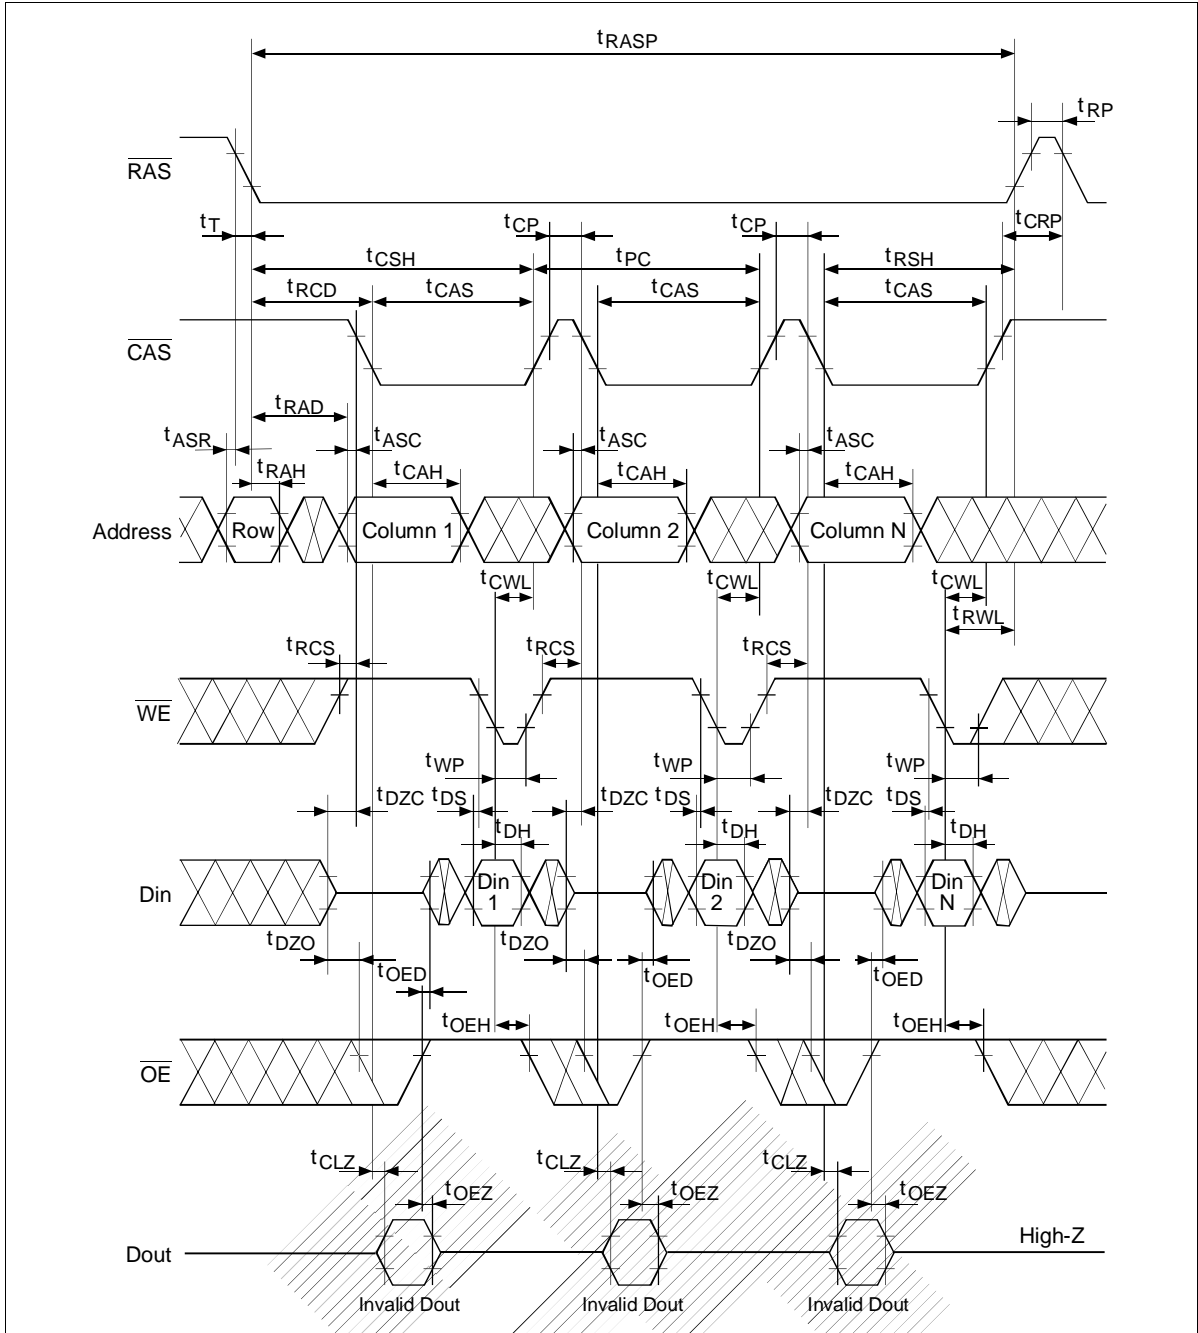 tRASP
tRP
RAS
tT
tCP
tCP
tCRP
tCSH
tPC
tRSH
tRCD
tCAS
tCAS
tCAS
CAS
tRAD
tASR
tASC
tASC
tASC
tRAH
tCAH
tCAH
tCAH
Address
Row
Column 1
Column 2
Column N
tCWL
tCWL
tCWL
tRWL
tRCS
tRCS
tRCS
WE
tWP
tWP
tWP
tDZC
tDS
tDZC
tDS
tDZC
tDS
tDH
tDH
tDH
Din
Din 1
Din 2
Din N
tDZO
tDZO
tDZO
tOED
tOED
tOED
tOEH
tOEH
tOEH
OE
tCLZ
tCLZ
tCLZ
tOEZ
tOEZ
tOEZ
Dout
High-Z
Invalid Dout
Invalid Dout
Invalid Dout